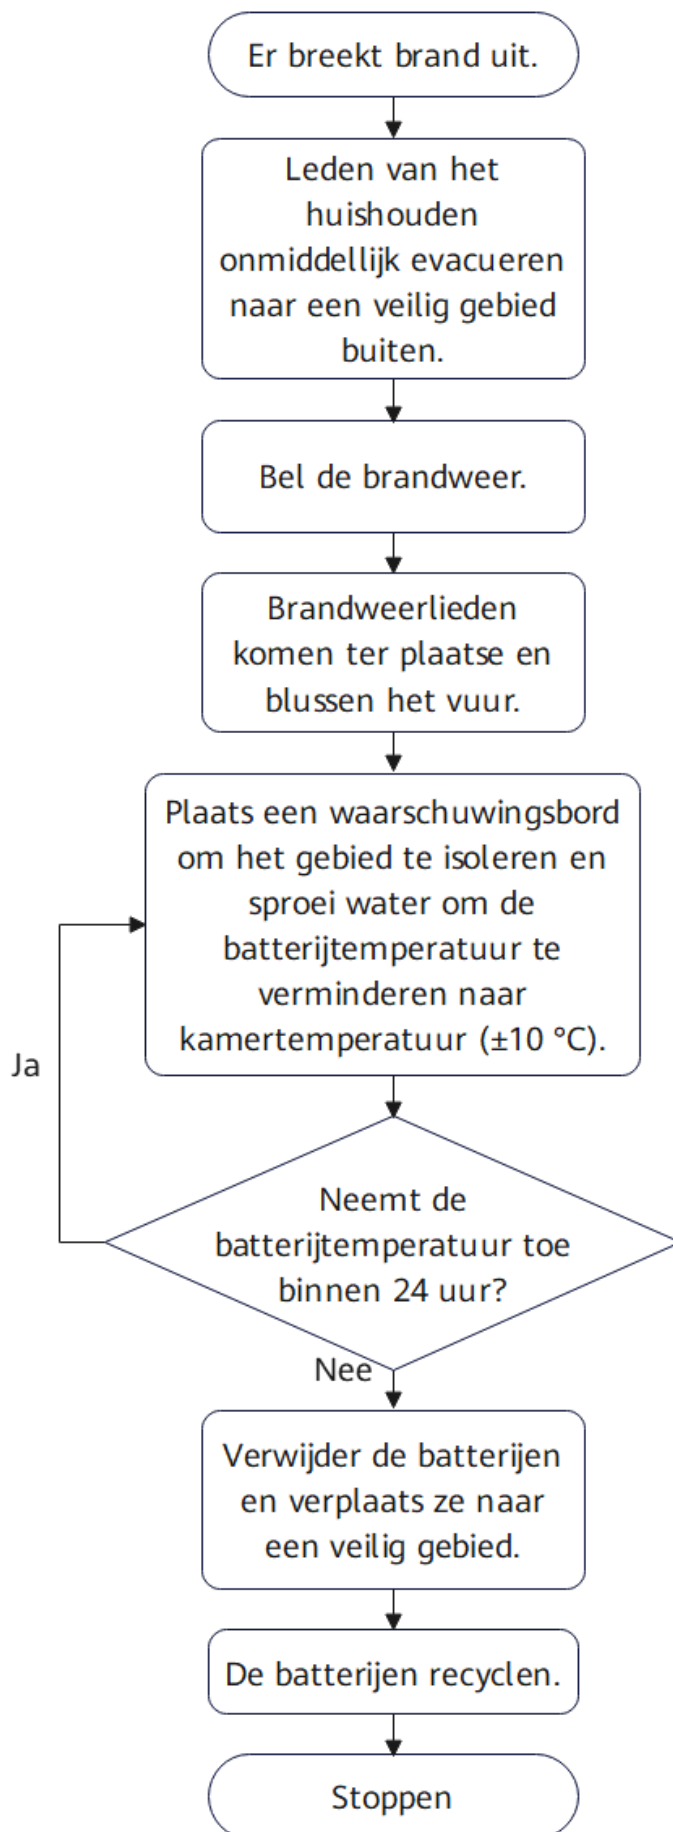 Er breekt brand uit.
Leden van het
huishouden
onmiddellijk evacueren
naar een veilig gebied
buiten.
Bel de brandweer.
Brandweerlieden
komen ter plaatse en
blussen het vuur.
Plaats een waarschuwingsbord
om het gebied te isoleren en
sproei water om de
batterijtemperatuur te
verminderen naar
kamertemperatuur (±10 °C).
Ja
Neemt de
batterijtemperatuur toe
binnen 24 uur?
Nee
Verwijder de batterijen
en verplaats ze naar
een veilig gebied.
De batterijen recyclen.
Stoppen